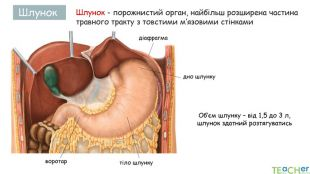 Шлунок
Шлунок – порожнистий орган, найбільш розширена частина
травного тракту з товстими м'язовими стінками
діафрагма
дно шлунку
Об'єм шлунку – від 1,5 до 3 л,
шлунок здатний розтягуватись
воротар
тіло шлунку
TEACHER